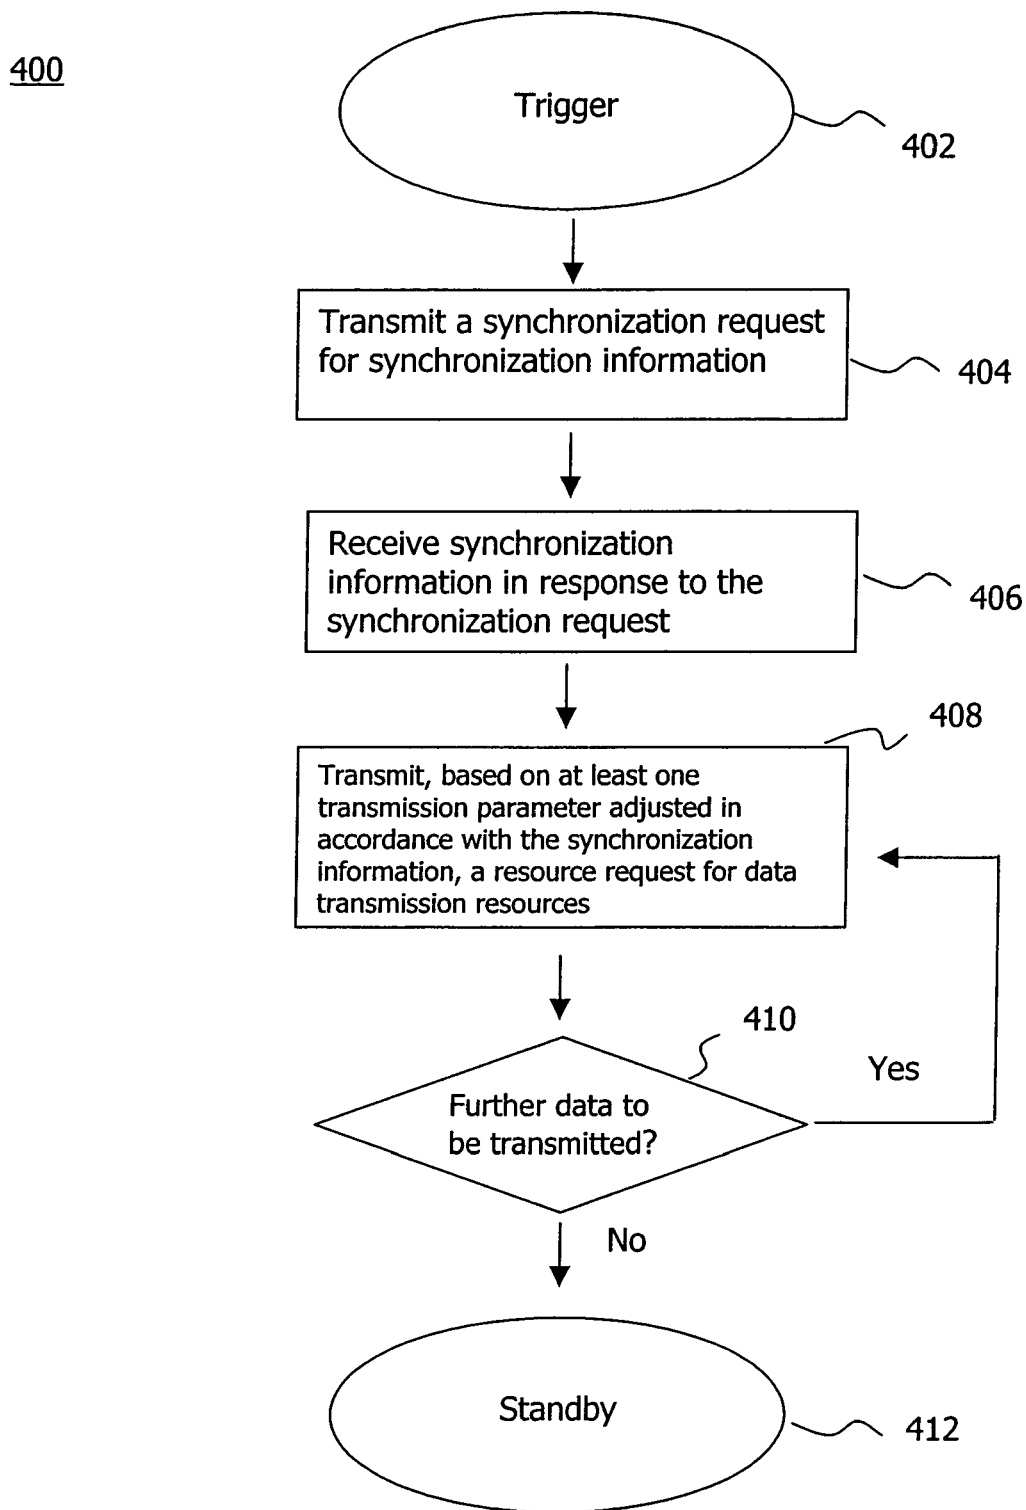 400
Trigger
402
Transmit a synchronization request
for synchronization information
404
Receive synchronization
information in response to the
synchronization request
406
408
Transmit, based on at least one
transmission parameter adjusted in
accordance with the synchronization
information, a resource request for data
transmission resources
410
Yes
Further data to
be transmitted?
No
Standby
412